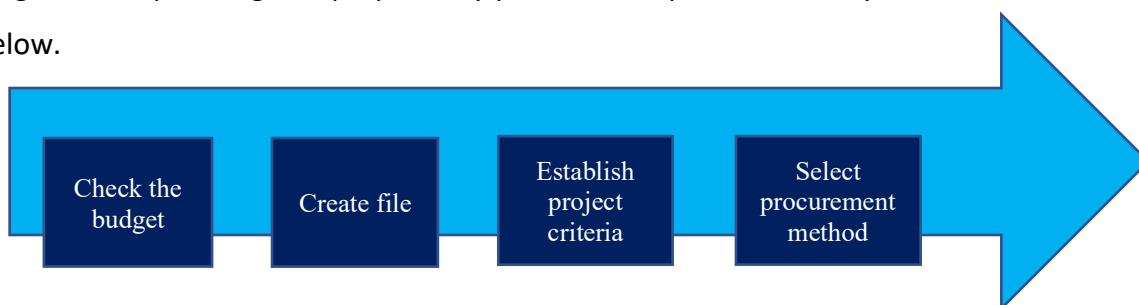 elow.
Check the
budget
Create file
Establish
project
criteria
Select
procurement
method